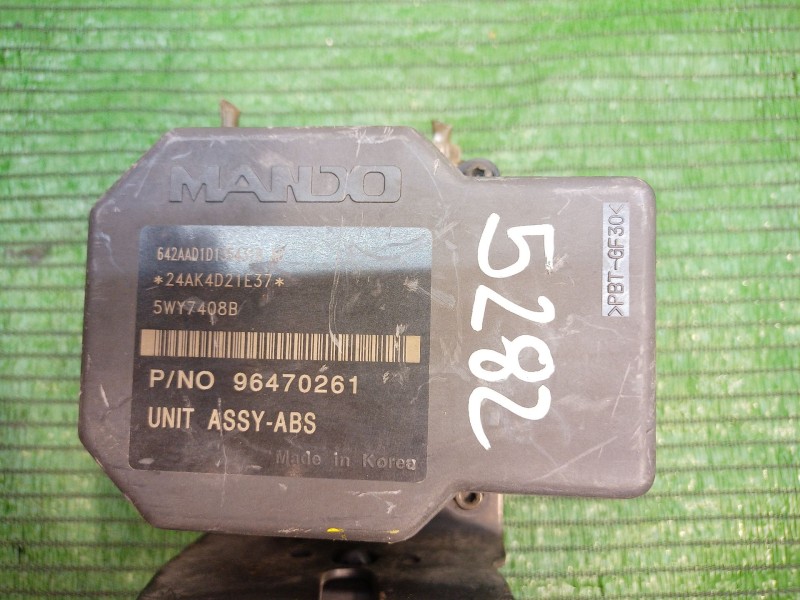 MANDO
*24AK4D21E37*
5WY7408B
P/NO 96470261
UNIT ASSY-ABS
Made in Korea
5282
>PBT-GF30<